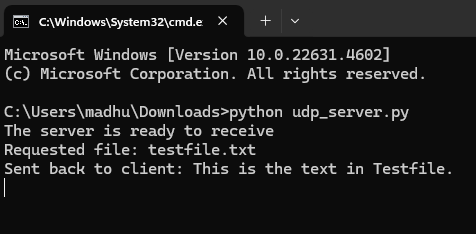 C:\Windows\System32\cmd.e
Microsoft Windows [Version 10.0.22631.4602]
(c) Microsoft Corporation. All rights reserved.
C:\Users\madhu\Downloads>python udp_server.py
The server is ready to receive
Requested file: testfile.txt
Sent back to client: This is the text in Testfile.